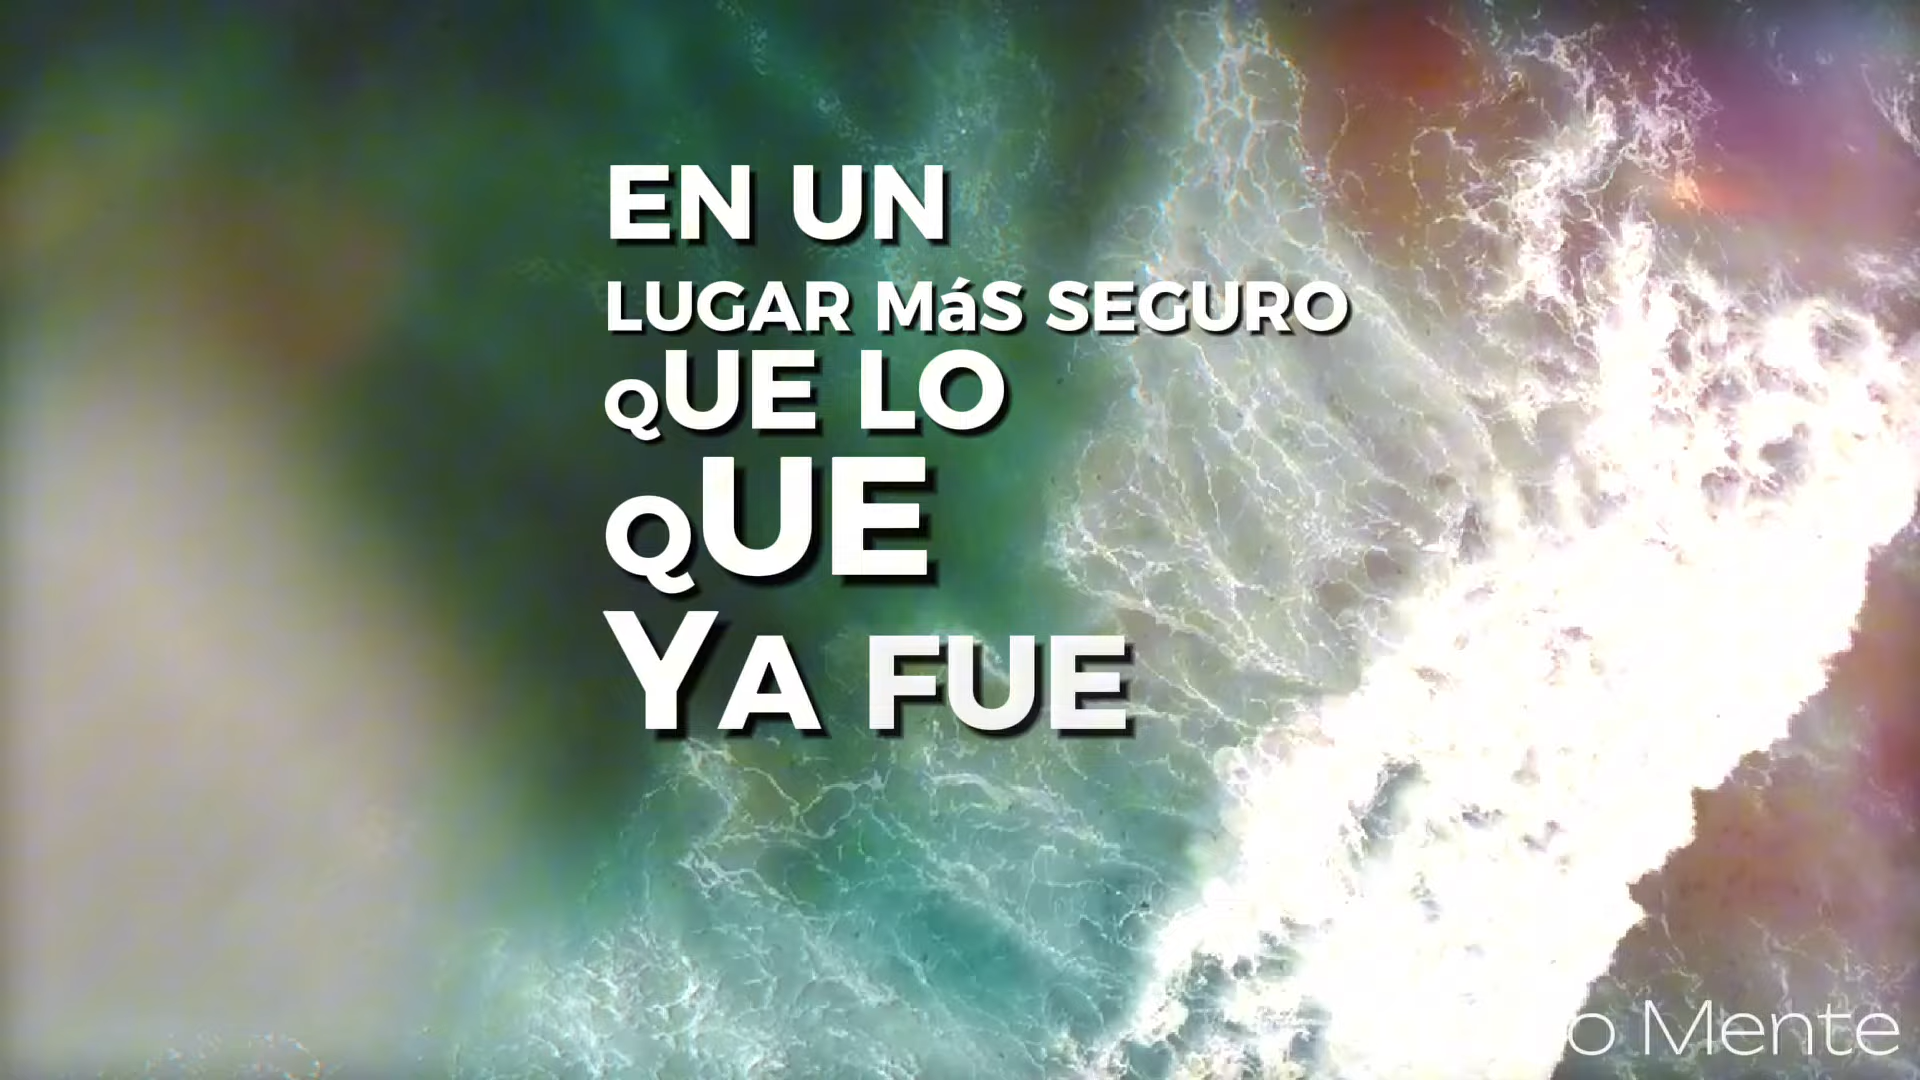 EN UN
LUGAR MáS SEGURO
QUE LO
QUE
YA FUE
o Mente